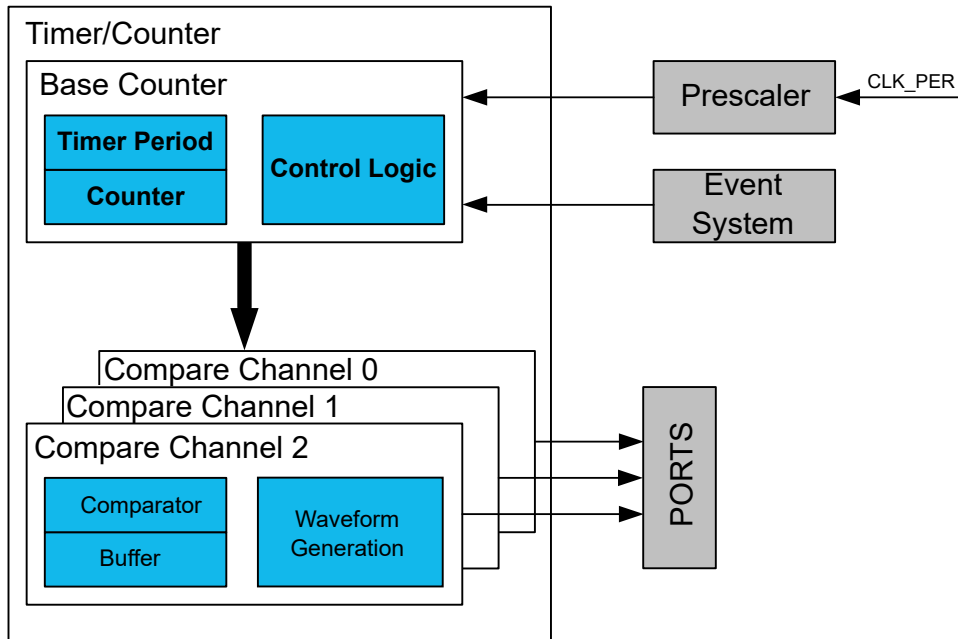 Timer/Counter
Base Counter
Timer Period
Counter
Control Logic
Prescaler
CLK_PER
Event
System
Compare Channel 0
Compare Channel 1
Compare Channel 2
Comparator
Buffer
Waveform
Generation
PORTS